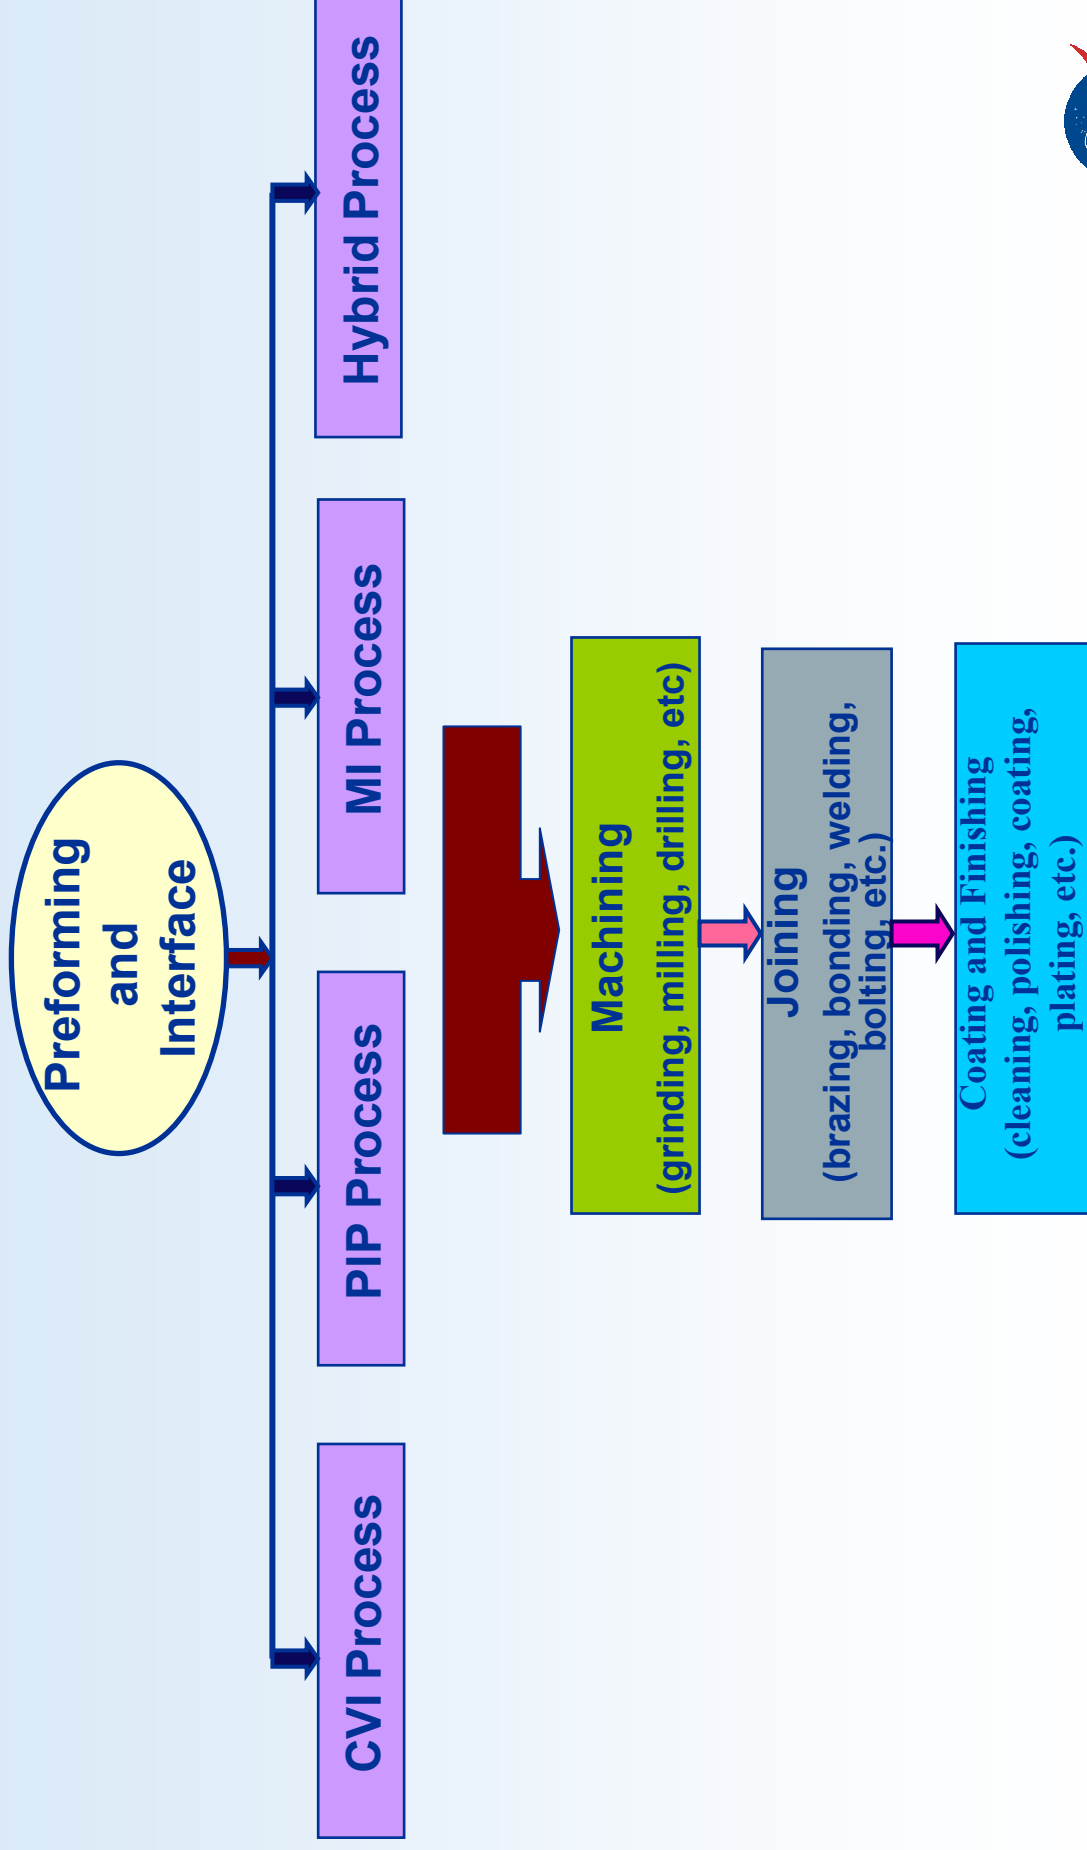 Preforming
and
Interface
CVI Process
PIP Process
MI Process
Hybrid Process
Machining
(grinding, milling, drilling, etc)
Joining
(brazing, bonding, welding,
bolting, etc.)
Coating and Finishing
(cleaning, polishing, coating,
plating, etc.)